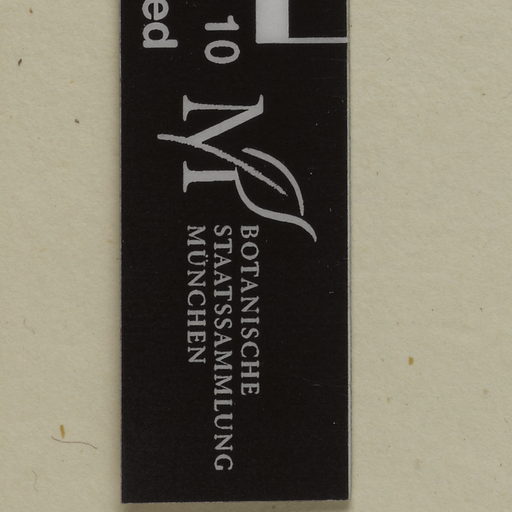 10
ed
BOTANISCHE
STAATSSAMMLUNG
MÜNCHEN